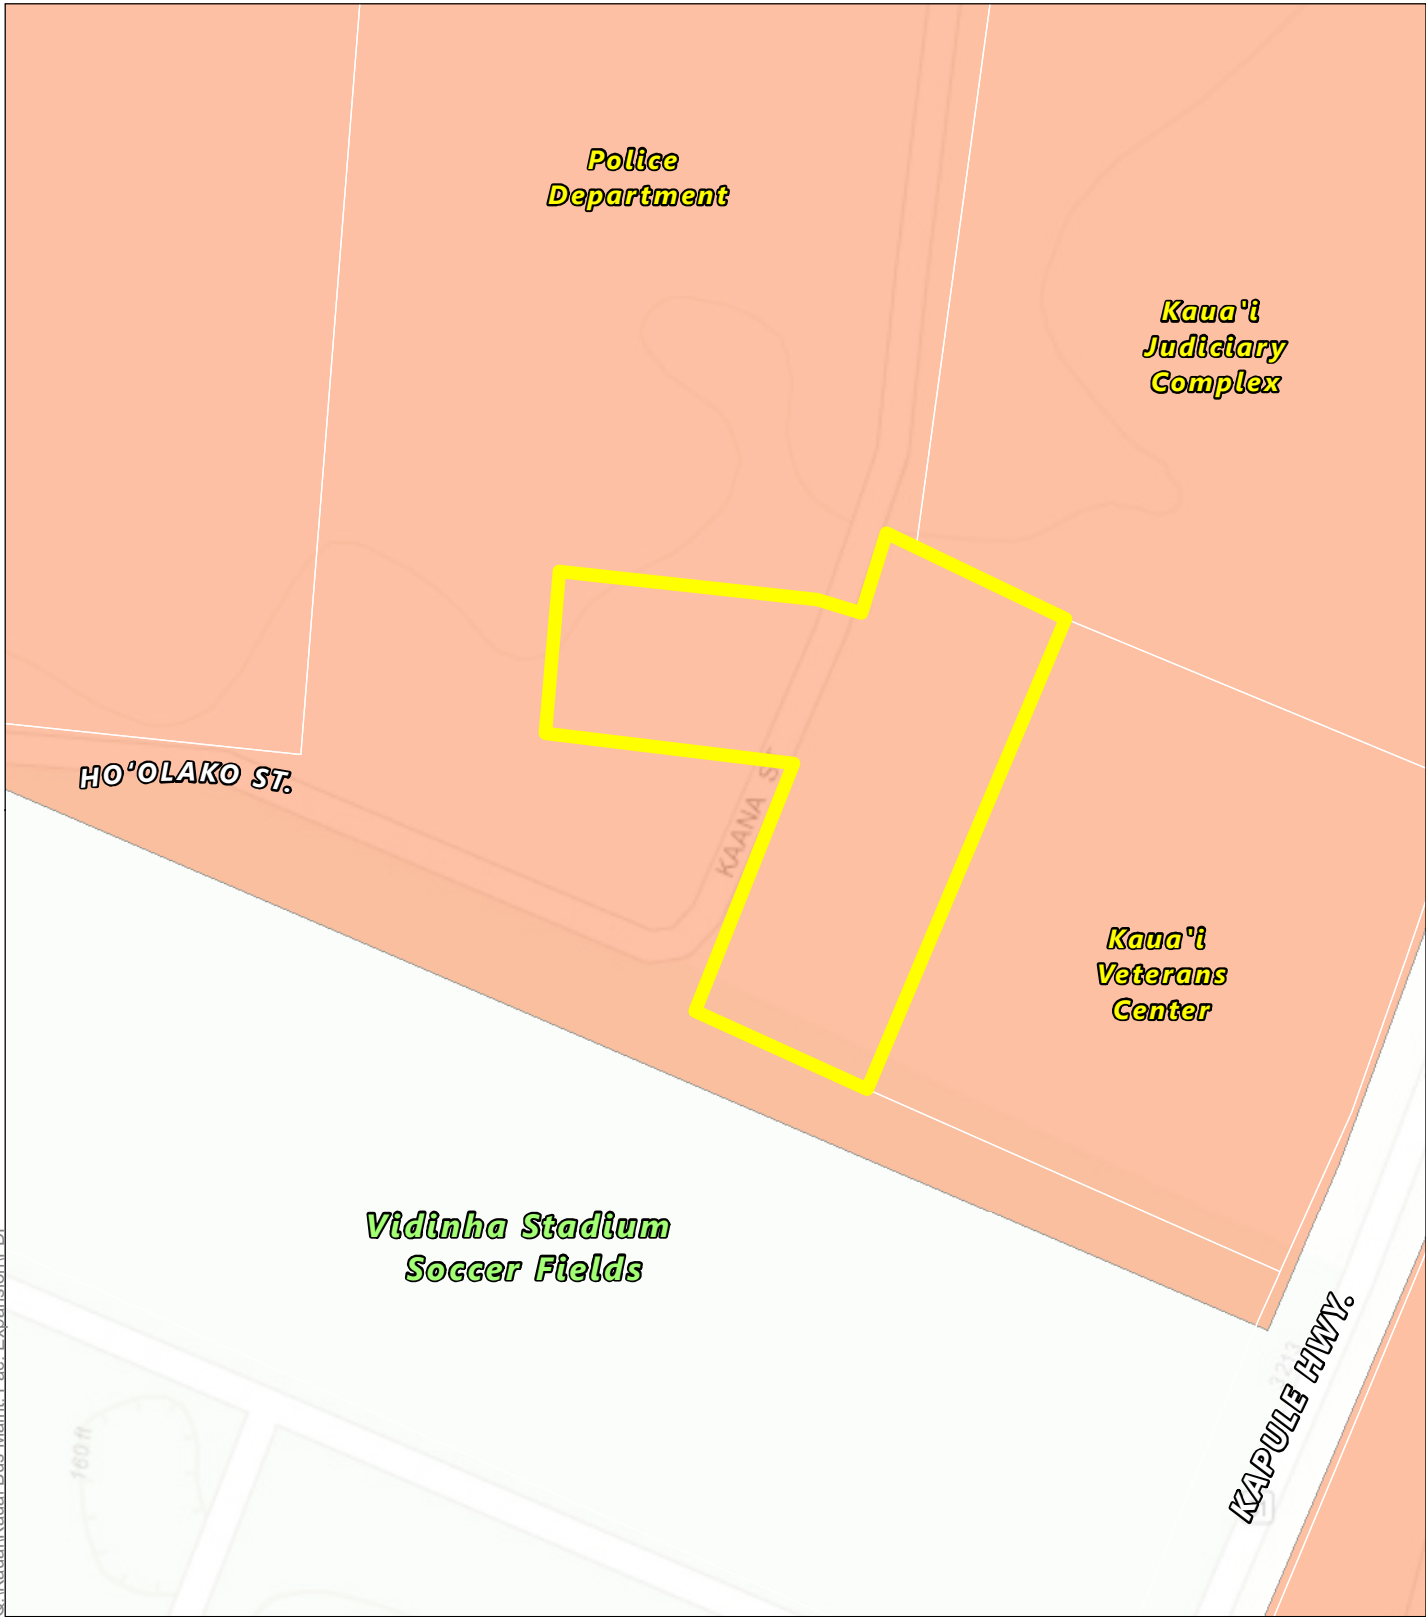 Police
Department
Kaua'i
Judiciary
Complex
HO'OLAKO ST.
KAANA ST
Kaua'i
Veterans
Center
Vidinha Stadium
Soccer Fields
KAPULE HWY.
160 ft